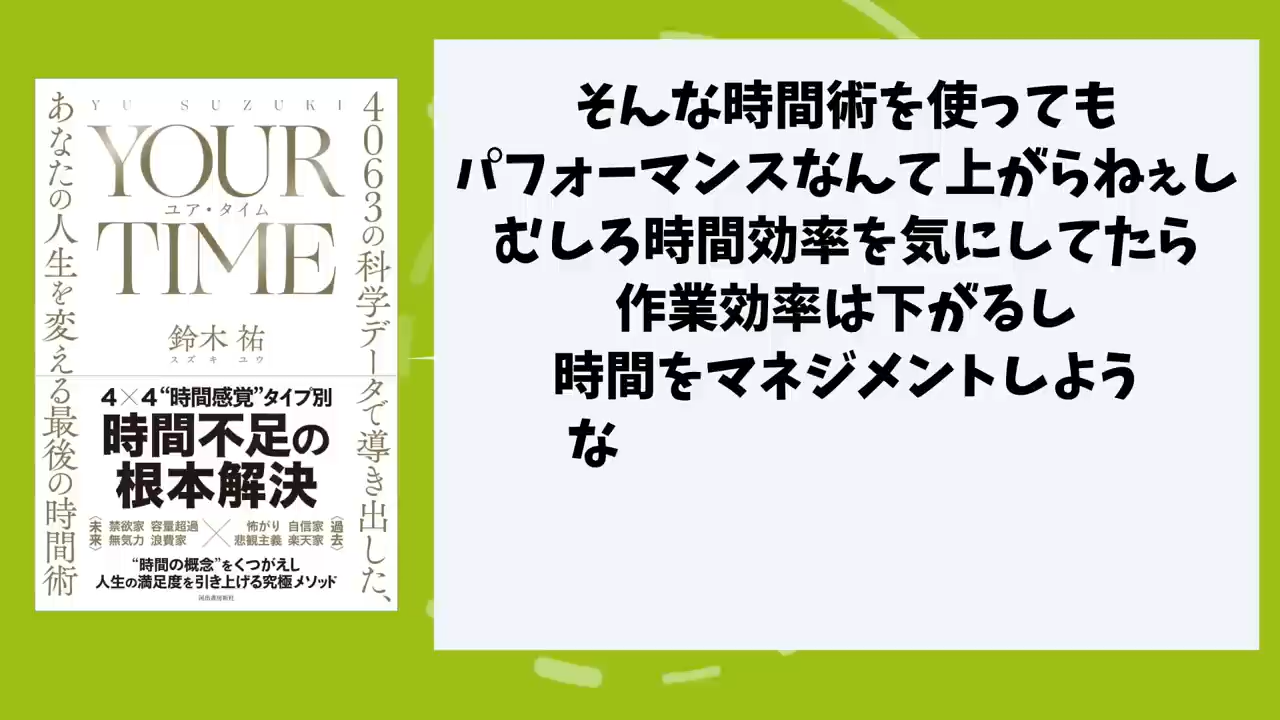 4063の科学データで導き出した、
あなたの人生を変える最後の時間術
YU SUZUKI
YOUR
ユア・タイム
TIME
鈴木 祐
スズキ ユウ
4×4“時間感覚”タイプ別
時間不足の
根本解決
〈未来〉
禁欲家 容量超過
無気力 浪費家
×
怖がり 自信家
悲観主義 楽天家
〈過去〉
“時間の概念”をくつがえし
人生の満足度を引き上げる究極メソッド
河出書房新社
そんな時間術を使っても
パフォーマンスなんて上がらねぇし
むしろ時間効率を気にしてたら
作業効率は下がるし
時間をマネジメントしよう
な